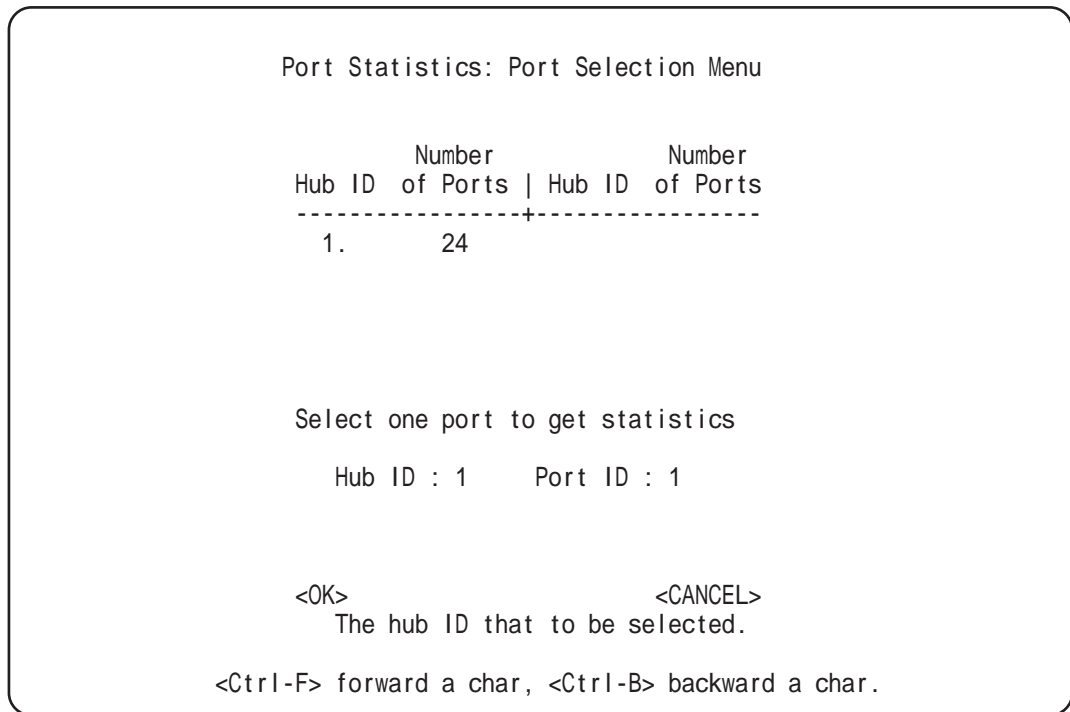 Port Statistics: Port Selection Menu
Number Number
Hub ID of Ports | Hub ID of Ports
-----------------+-----------------
1. 24
Select one port to get statistics
Hub ID : 1 Port ID : 1
<OK> <CANCEL>
The hub ID that to be selected.
<Ctrl-F> forward a char, <Ctrl-B> backward a char.